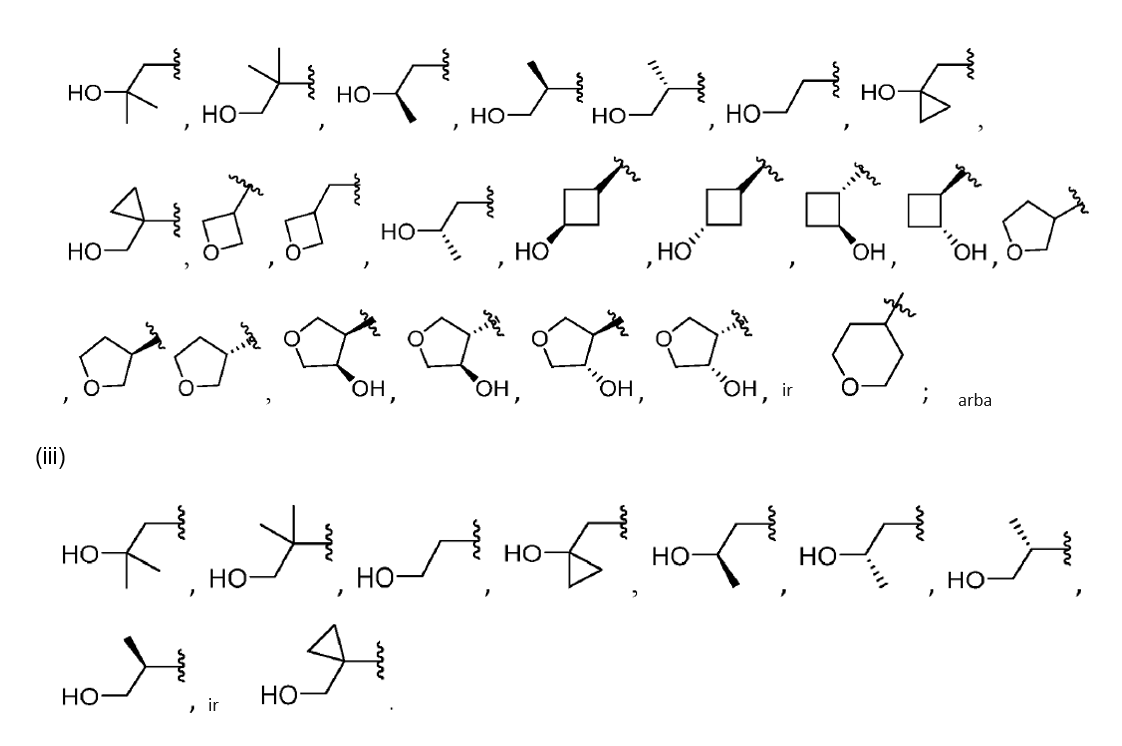 HO , HO , HO , HO HO , HO , HO ,
HO , O , O , HO , HO , HO , OH , OH , O
, O O , O OH , O OH , O OH , O OH , ir O ; arba
(iii)
HO , HO , HO , HO , HO , HO , HO ,
HO , ir HO .